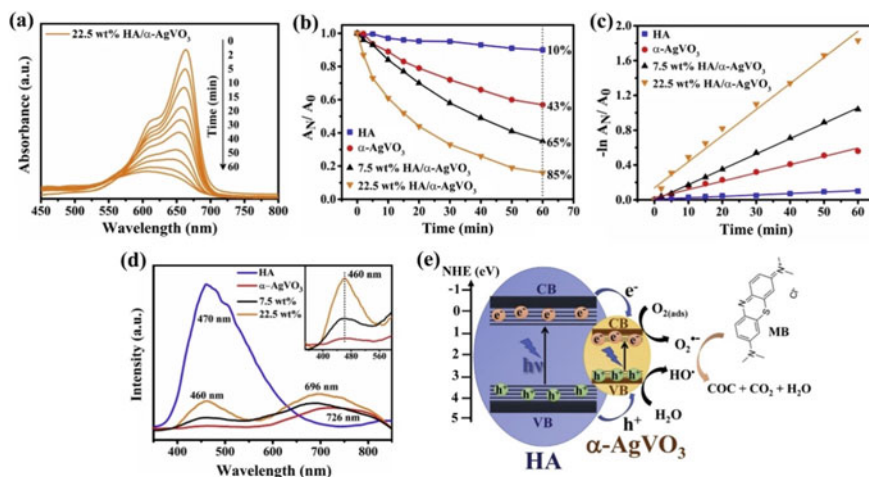 (a)
22.5 wt% HA/α-AgVO₃
0
2
5
10
15
20
30
40
50
60
Time (min)
Absorbance (a.u.)
450 500 550 600 650 700 750 800
Wavelength (nm)
(b)
1.0
0.8
0.6
0.4
0.2
0.0
Aₙ/ A₀
10%
43%
65%
85%
HA
α-AgVO₃
7.5 wt% HA/α-AgVO₃
22.5 wt% HA/α-AgVO₃
0 10 20 30 40 50 60 70
Time (min)
(c)
2.0
1.6
1.2
0.8
0.4
0.0
-ln Aₙ/ A₀
HA
α-AgVO₃
7.5 wt% HA/α-AgVO₃
22.5 wt% HA/α-AgVO₃
0 10 20 30 40 50 60
Time (min)
(d)
HA
α-AgVO₃
7.5 wt%
22.5 wt%
460 nm
400 480 560
470 nm
460 nm
696 nm
726 nm
Intensity (a.u.)
400 500 600 700 800
Wavelength (nm)
(e)
NHE (eV)
-1
0
1
2
3
4
5
CB
e⁻ e⁻ e⁻ e⁻
hν
h⁺ h⁺ h⁺ h⁺
VB
HA
e⁻
CB
e⁻ e⁻ e⁻
h⁺ h⁺ h⁺
VB
h⁺
α-AgVO₃
O₂(ads)
O₂•⁻
HO•
H₂O
COC + CO₂ + H₂O
N
N
S
N
Cl⁻
MB